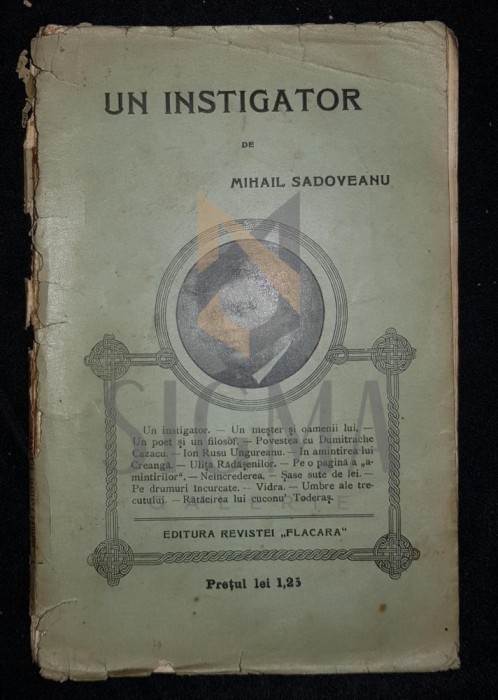 UN INSTIGATOR
DE
MIHAIL SADOVEANU
SIGMA
GALERIE
Un instigator. — Un meşter şi oamenii lui. —
Un poet şi un filosof. — Povestea cu Dumitrache
Cazacu. — Ion Rusu Ungureanu. — In amintirea lui
Creangă. — Uliţa Rădăşenilor. — Pe o pagină a „a-
mintirilor". — Neîncrederea. — Şase sute de lei. —
Pe drumuri încurcate. — Vidra. — Umbre ale tre-
cutului. — Rătăcirea lui cuconu' Toderaş.
EDITURA REVISTEI „FLACARA"
Preţul lei 1,25